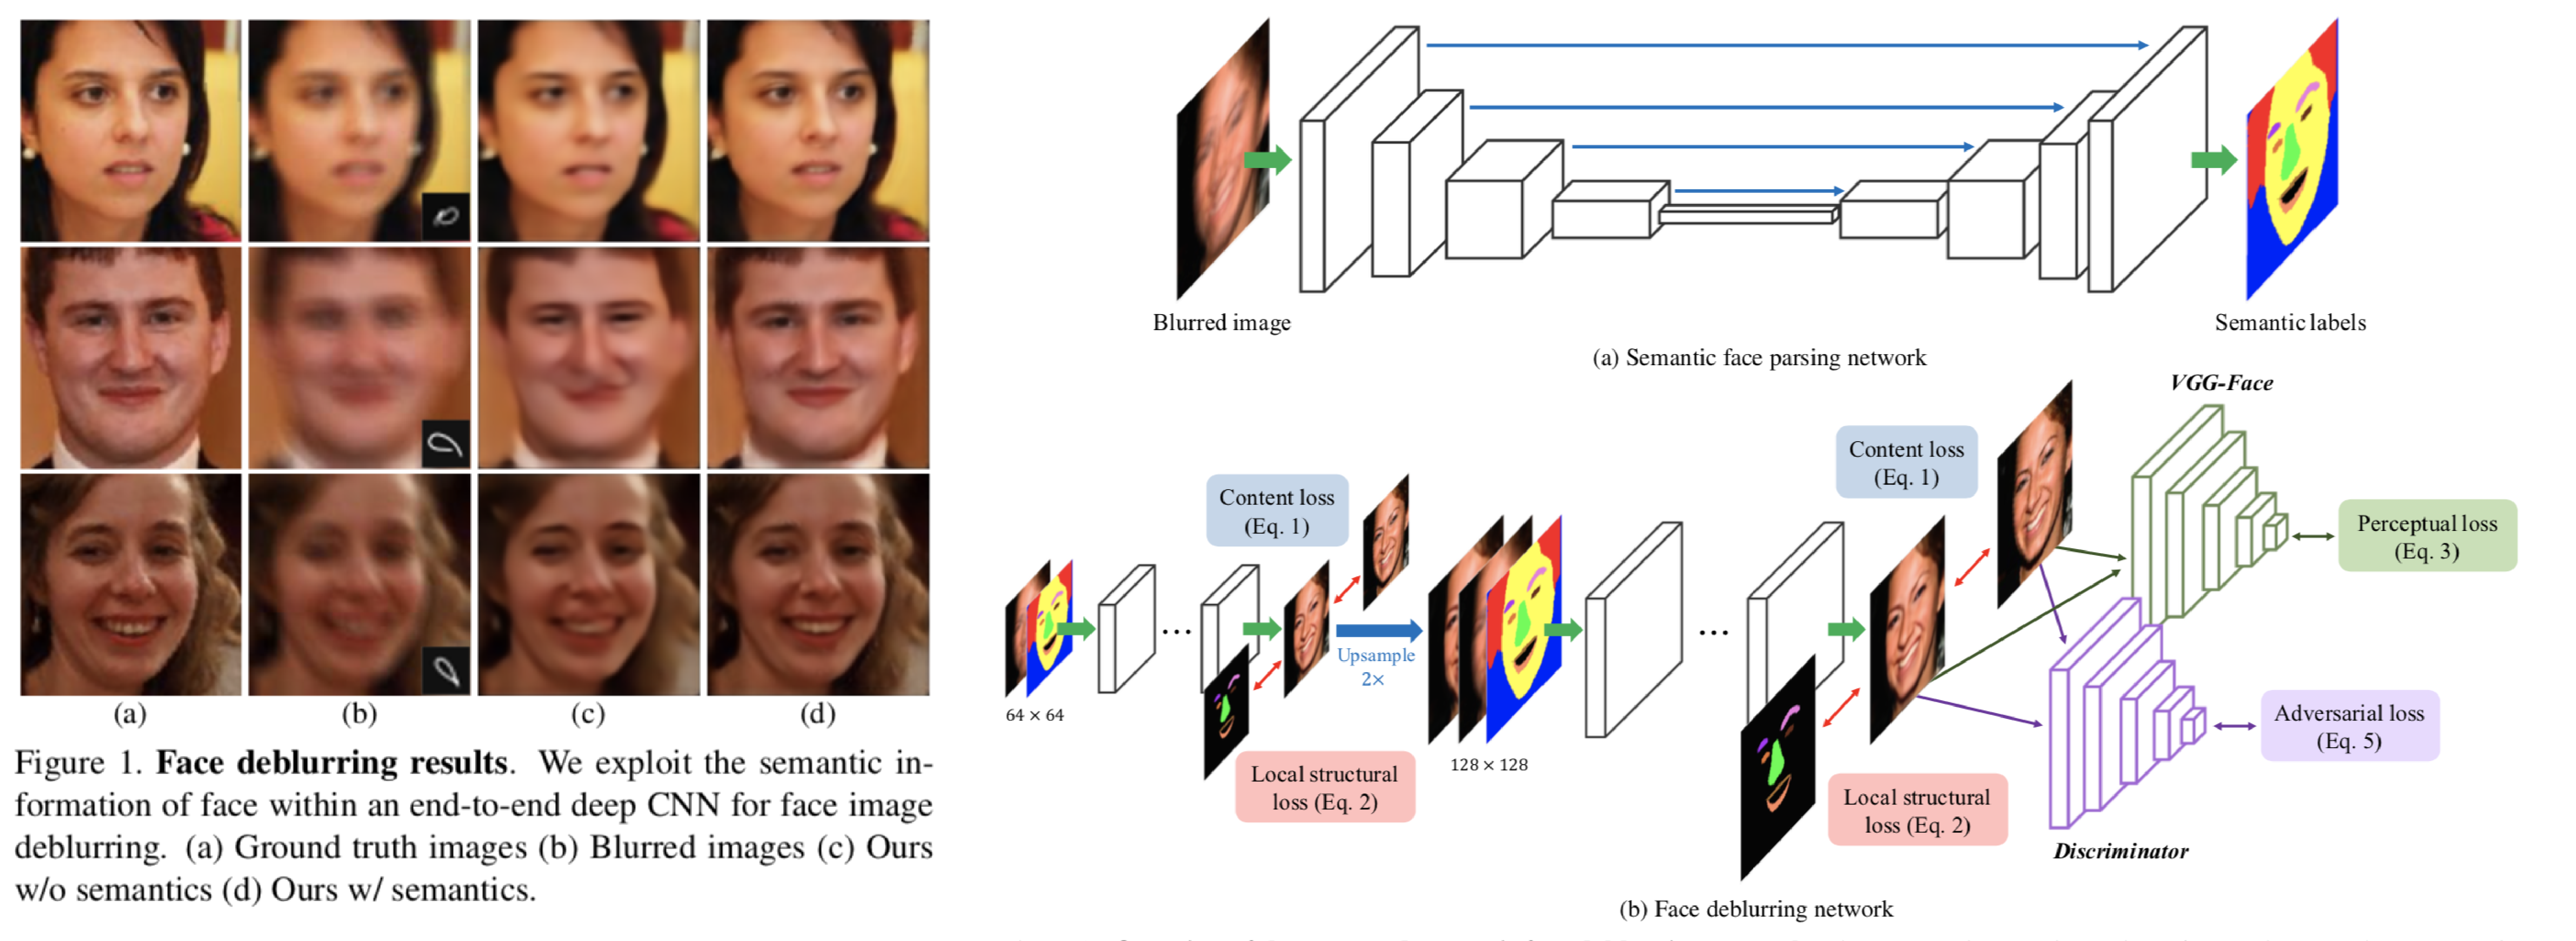 (a) (b) (c) (d)
Figure 1. Face deblurring results. We exploit the semantic in-
formation of face within an end-to-end deep CNN for face image
deblurring. (a) Ground truth images (b) Blurred images (c) Ours
w/o semantics (d) Ours w/ semantics.
Blurred image
Semantic labels
(a) Semantic face parsing network
VGG-Face
Content loss
(Eq. 1)
Content loss
(Eq. 1)
Perceptual loss
(Eq. 3)
...
...
Upsample
2×
64 × 64
128 × 128
Local structural
loss (Eq. 2)
Local structural
loss (Eq. 2)
Adversarial loss
(Eq. 5)
Discriminator
(b) Face deblurring network